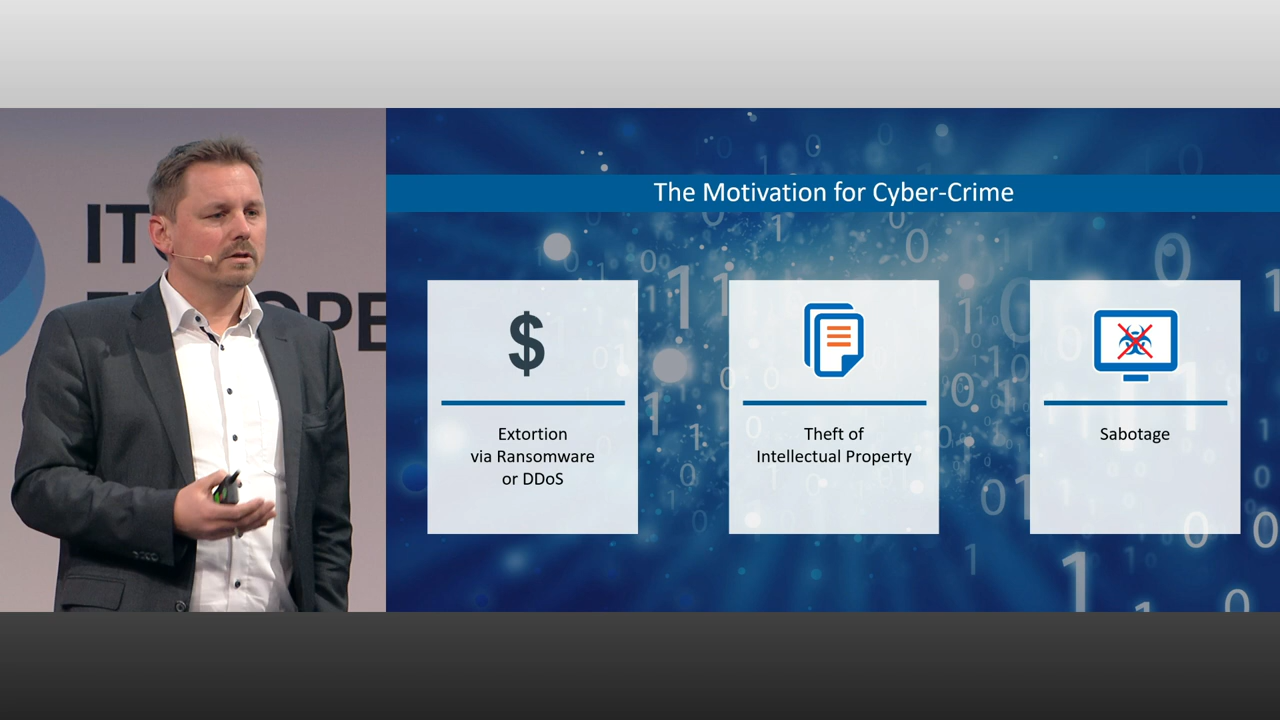 The Motivation for Cyber-Crime
$
Extortion
via Ransomware
or DDoS
Theft of
Intellectual Property
Sabotage